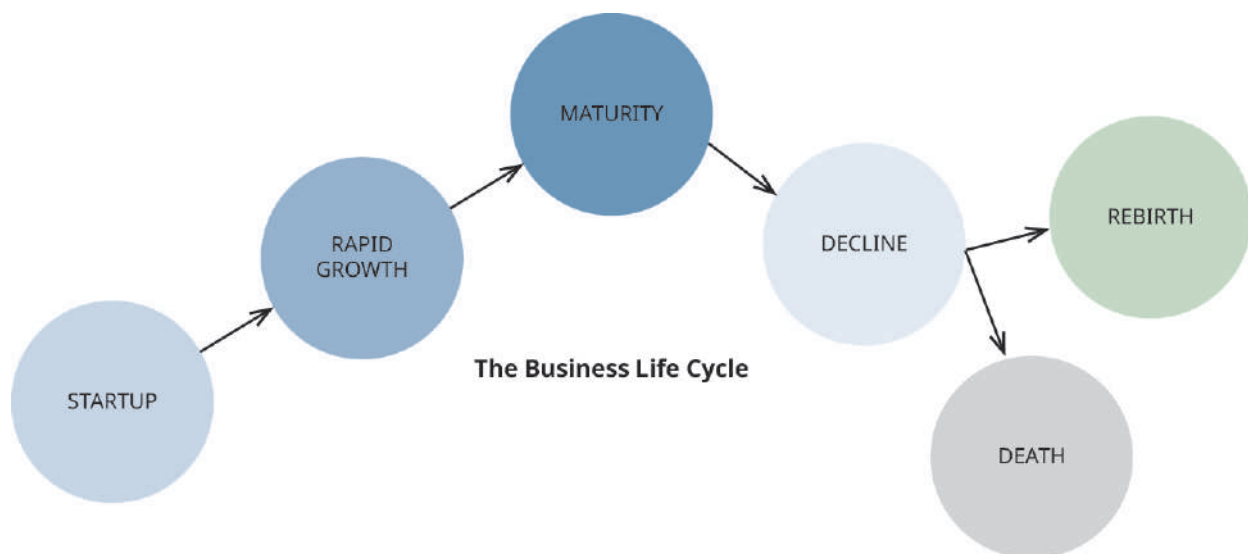 STARTUP
RAPID
GROWTH
MATURITY
DECLINE
REBIRTH
DEATH
The Business Life Cycle